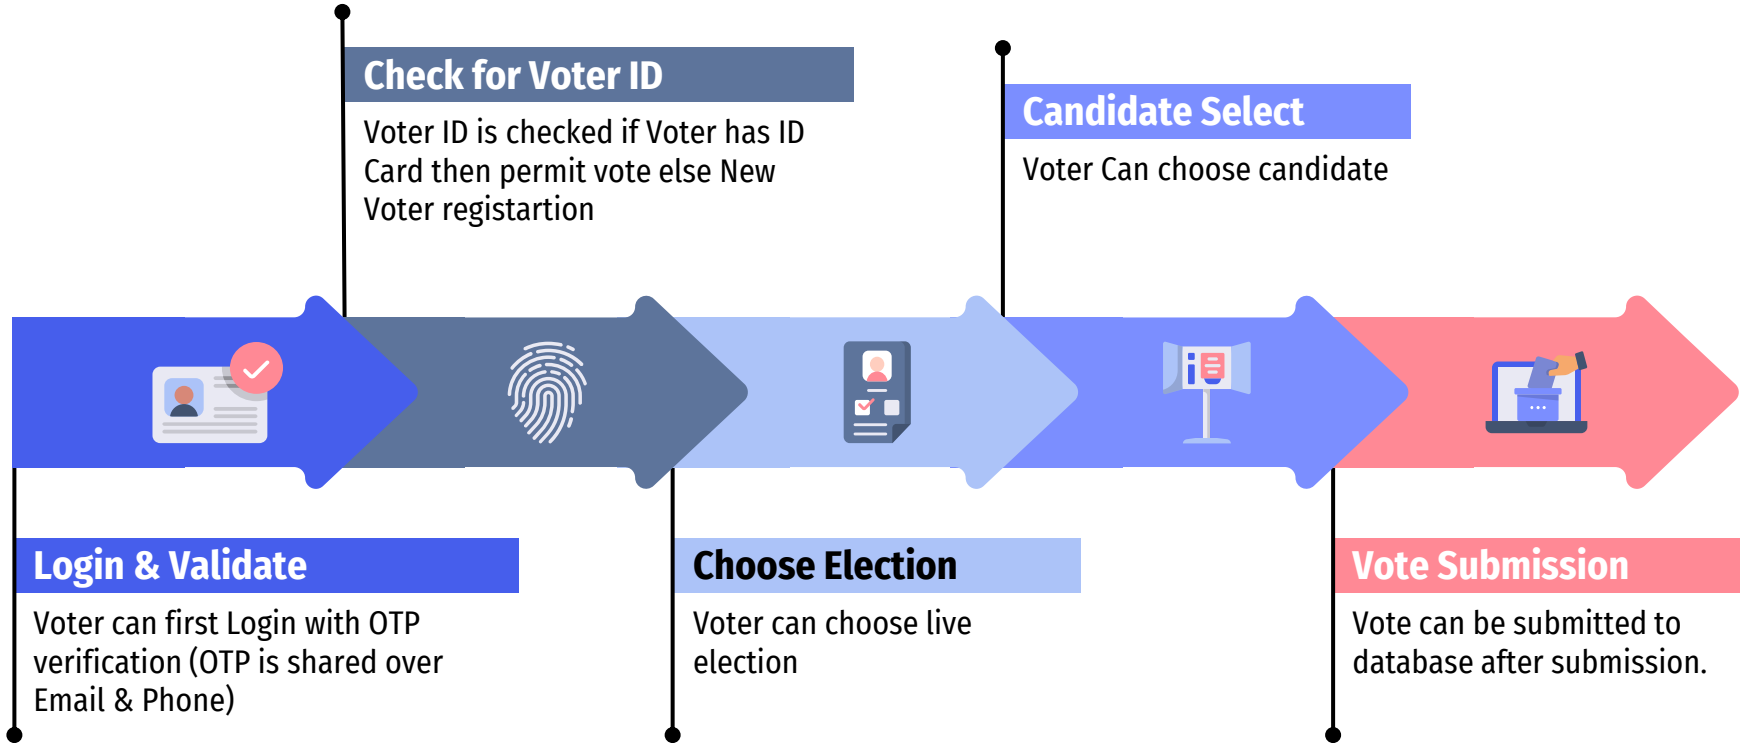 Check for Voter ID
Voter ID is checked if Voter has ID
Card then permit vote else New
Voter registartion
Candidate Select
Voter Can choose candidate
Login & Validate
Voter can first Login with OTP
verification (OTP is shared over
Email & Phone)
Choose Election
Voter can choose live
election
Vote Submission
Vote can be submitted to
database after submission.